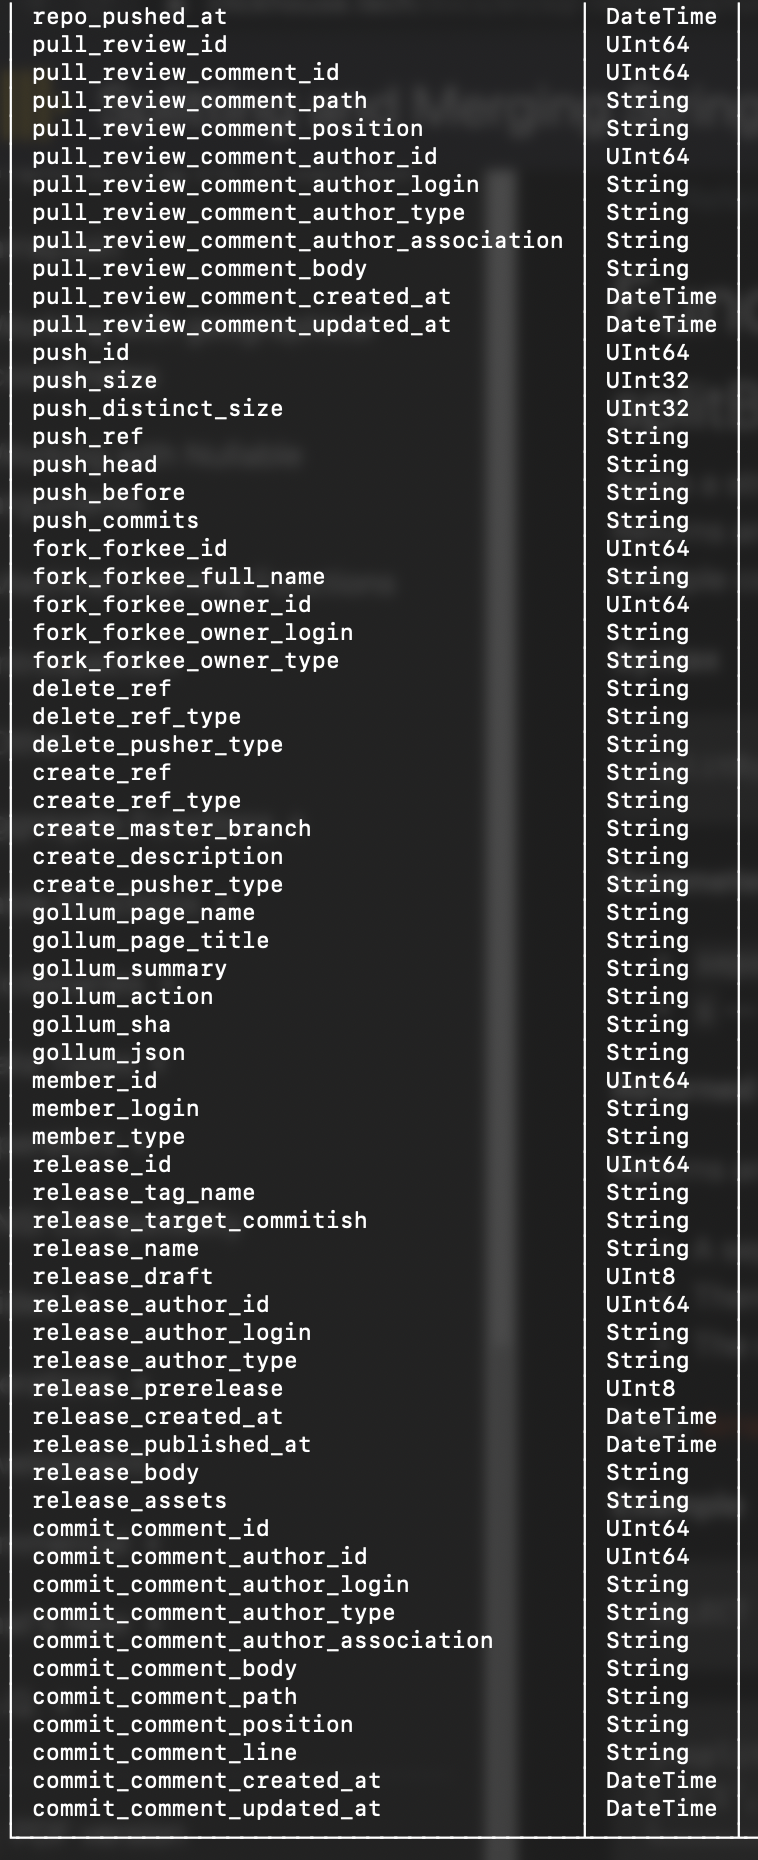 repo_pushed_at DateTime
pull_review_id UInt64
pull_review_comment_id UInt64
pull_review_comment_path String
pull_review_comment_position String
pull_review_comment_author_id UInt64
pull_review_comment_author_login String
pull_review_comment_author_type String
pull_review_comment_author_association String
pull_review_comment_body String
pull_review_comment_created_at DateTime
pull_review_comment_updated_at DateTime
push_id UInt64
push_size UInt32
push_distinct_size UInt32
push_ref String
push_head String
push_before String
push_commits String
fork_forkee_id UInt64
fork_forkee_full_name String
fork_forkee_owner_id UInt64
fork_forkee_owner_login String
fork_forkee_owner_type String
delete_ref String
delete_ref_type String
delete_pusher_type String
create_ref String
create_ref_type String
create_master_branch String
create_description String
create_pusher_type String
gollum_page_name String
gollum_page_title String
gollum_summary String
gollum_action String
gollum_sha String
gollum_json String
member_id UInt64
member_login String
member_type String
release_id UInt64
release_tag_name String
release_target_commitish String
release_name String
release_draft UInt8
release_author_id UInt64
release_author_login String
release_author_type String
release_prerelease UInt8
release_created_at DateTime
release_published_at DateTime
release_body String
release_assets String
commit_comment_id UInt64
commit_comment_author_id UInt64
commit_comment_author_login String
commit_comment_author_type String
commit_comment_author_association String
commit_comment_body String
commit_comment_path String
commit_comment_position String
commit_comment_line String
commit_comment_created_at DateTime
commit_comment_updated_at DateTime